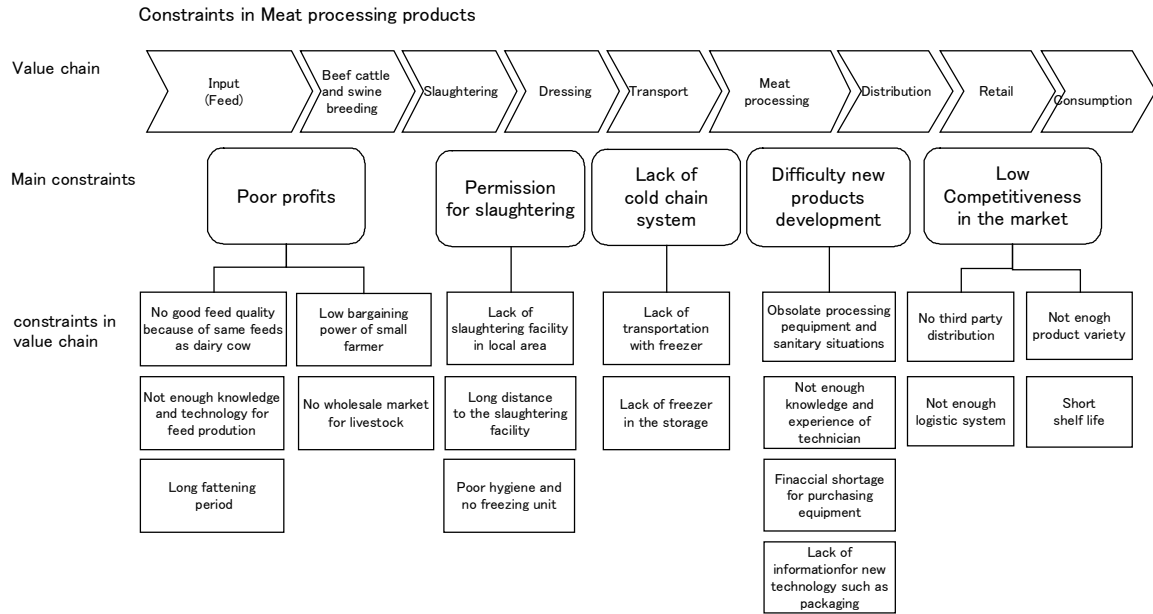 Constraints in Meat processing products
Value chain
Input
(Feed)
Beef cattle
and swine
breeding
Slaughtering
Dressing
Transport
Meat
processing
Distribution
Retail
Consumption
Main constraints
Poor profits
Permission
for slaughtering
Lack of
cold chain
system
Difficulty new
products
development
Low
Competitiveness
in the market
constraints in
value chain
No good feed quality
because of same feeds
as dairy cow
Low bargaining
power of small
farmer
Lack of
slaughtering facility
in local area
Lack of
transportation
with freezer
Obsolate processing
pequipment and
sanitary situations
No third party
distribution
Not enogh
product variety
Not enough knowledge
and technology for
feed prodution
No wholesale market
for livestock
Long distance
to the slaughtering
facility
Lack of freezer
in the storage
Not enough
knowledge and
experience of
technician
Not enough
logistic system
Short
shelf life
Long fattening
period
Poor hygiene and
no freezing unit
Finaccial shortage
for purchasing
equipment
Lack of
informationfor new
technology such as
packaging